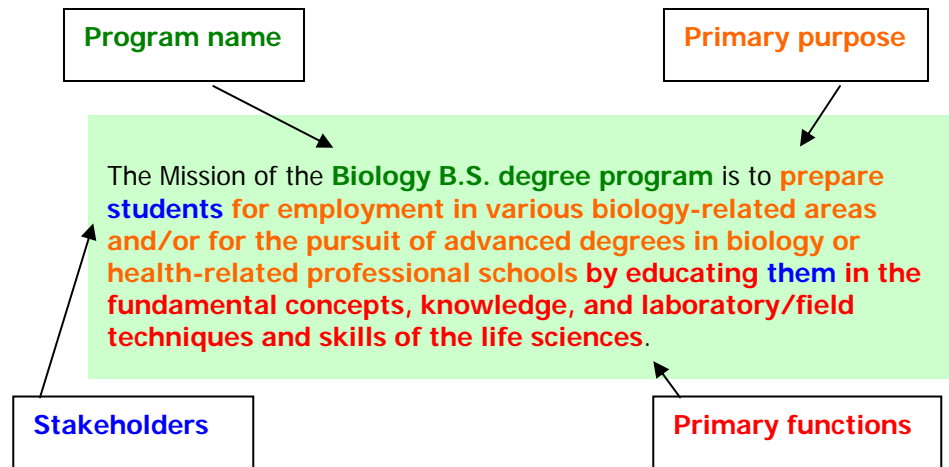 Program name
Primary purpose
The Mission of the Biology B.S. degree program is to prepare
students for employment in various biology-related areas
and/or for the pursuit of advanced degrees in biology or
health-related professional schools by educating them in the
fundamental concepts, knowledge, and laboratory/field
techniques and skills of the life sciences.
Stakeholders
Primary functions